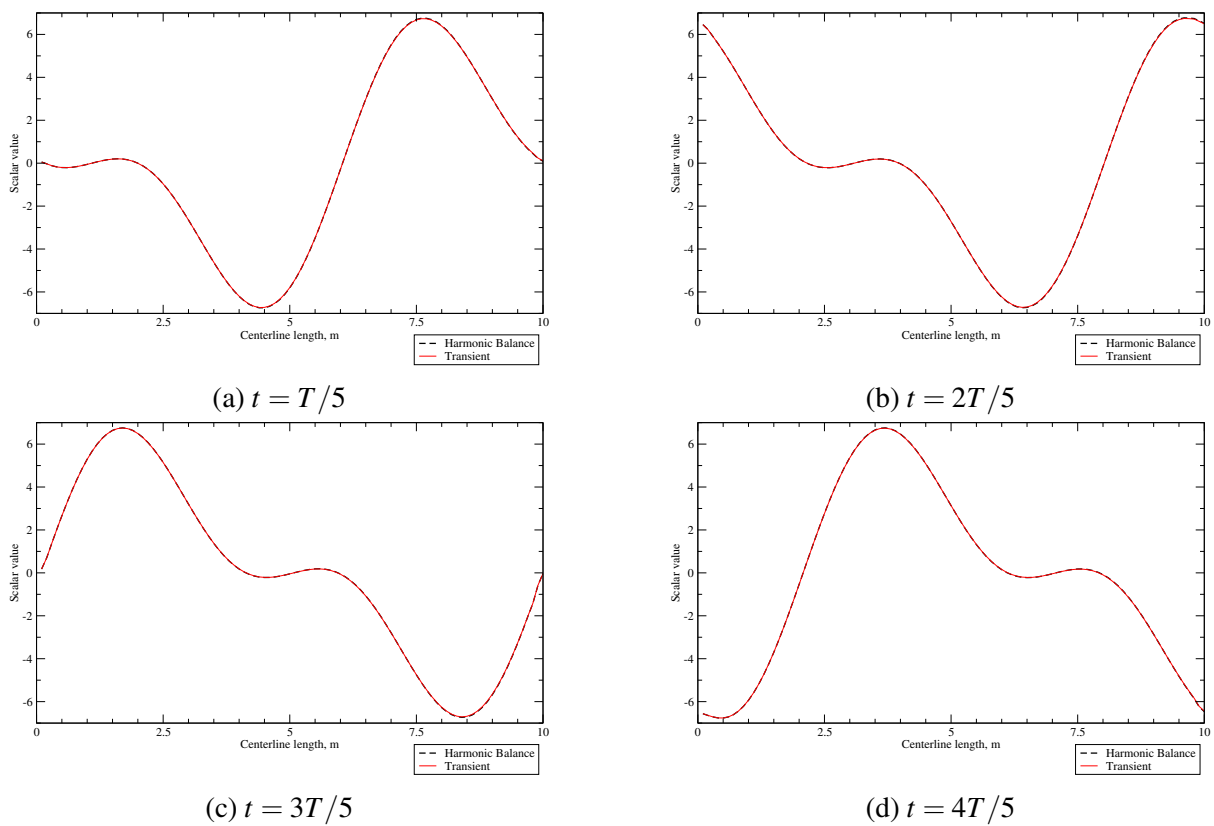 6
4
2
0
-2
-4
-6
Scalar value
0 2.5 5 7.5 10
Centerline length, m
Harmonic Balance
Transient
(a) t = T/5
6
4
2
0
-2
-4
-6
Scalar value
0 2.5 5 7.5 10
Centerline length, m
Harmonic Balance
Transient
(b) t = 2T/5
6
4
2
0
-2
-4
-6
Scalar value
0 2.5 5 7.5 10
Centerline length, m
Harmonic Balance
Transient
(c) t = 3T/5
6
4
2
0
-2
-4
-6
Scalar value
0 2.5 5 7.5 10
Centerline length, m
Harmonic Balance
Transient
(d) t = 4T/5